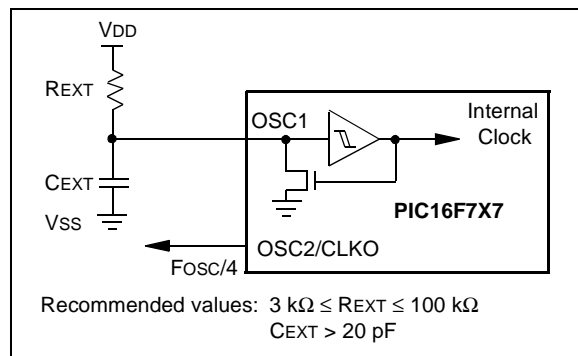 VDD
REXT
OSC1
Internal
Clock
CEXT
PIC16F7X7
VSS
OSC2/CLKO
FOSC/4
Recommended values: 3 kΩ ≤ REXT ≤ 100 kΩ
CEXT > 20 pF